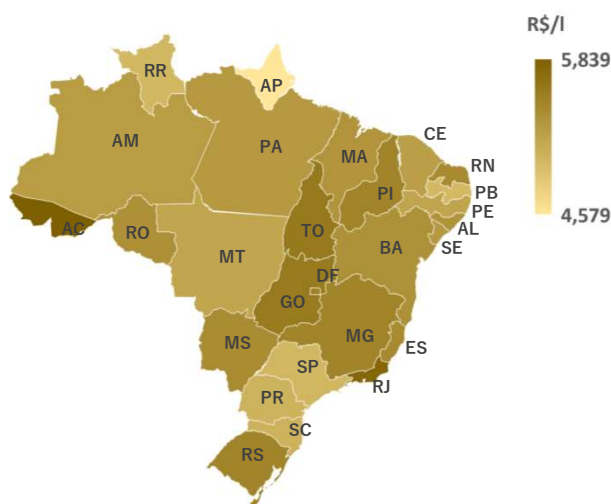 R$/l
5,839
4,579
RR
AP
AM
PA
MA
CE
RN
PB
PI
PE
AL
SE
AC
RO
TO
BA
MT
DF
GO
MG
ES
MS
SP
RJ
PR
SC
RS